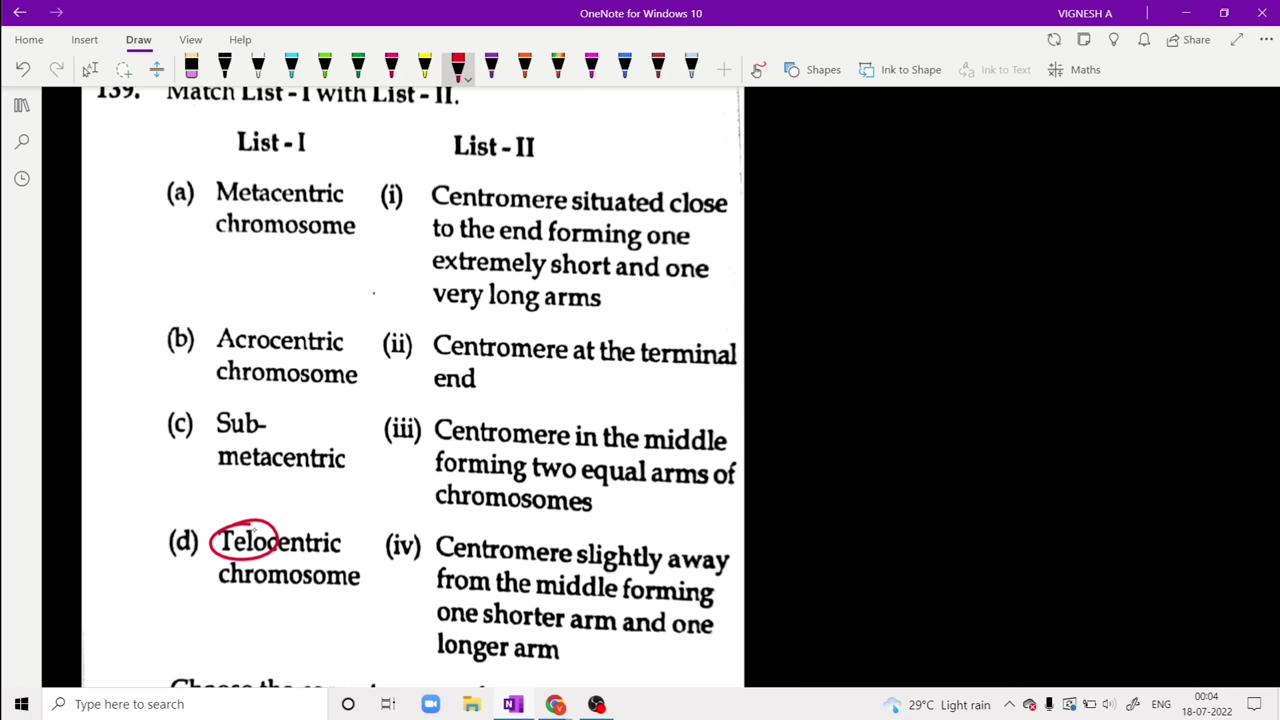 OneNote for Windows 10
VIGNESH A
Home Insert Draw View Help
Share
Shapes
Ink to Shape
Ink to Text
Maths
139. Match List - I with List - II.
List - I List - II
(a) Metacentric (i) Centromere situated close
chromosome to the end forming one
extremely short and one
very long arms
(b) Acrocentric (ii) Centromere at the terminal
chromosome end
(c) Sub- (iii) Centromere in the middle
metacentric forming two equal arms of
chromosomes
(d) Telocentric (iv) Centromere slightly away
chromosome from the middle forming
one shorter arm and one
longer arm
Choose the
Type here to search
29°C Light rain
ENG
00:04
18-07-2022